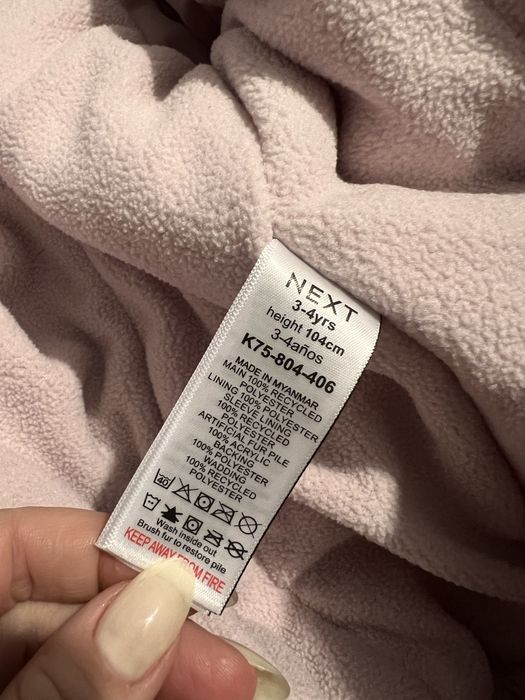 NEXT
3-4yrs
height 104cm
3-4años
K75-804-406
MADE IN MYANMAR
MAIN 100% RECYCLED
POLYESTER
LINING 100% POLYESTER
SLEEVE LINING
100% RECYCLED
POLYESTER
ARTIFICIAL FUR PILE
100% ACRYLIC
BACKING
100% POLYESTER
WADDING
100% RECYCLED
POLYESTER
40
Wash inside out
Brush fur to restore pile
KEEP AWAY FROM FIRE